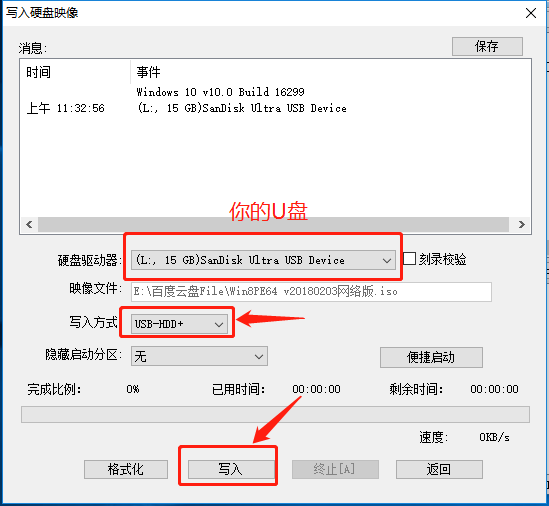 写入硬盘映像
消息:
保存
时间 事件
Windows 10 v10.0 Build 16299
上午 11:32:56 (L:, 15 GB)SanDisk Ultra USB Device
你的U盘
硬盘驱动器: (L:, 15 GB)SanDisk Ultra USB Device 刻录校验
映像文件: E:\百度云盘File\Win8PE64 v20180203网络版.iso
写入方式: USB-HDD+
隐藏启动分区: 无 便捷启动
完成比例: 0% 已用时间: 00:00:00 剩余时间: 00:00:00
速度: 0KB/s
格式化 写入 终止[A] 返回